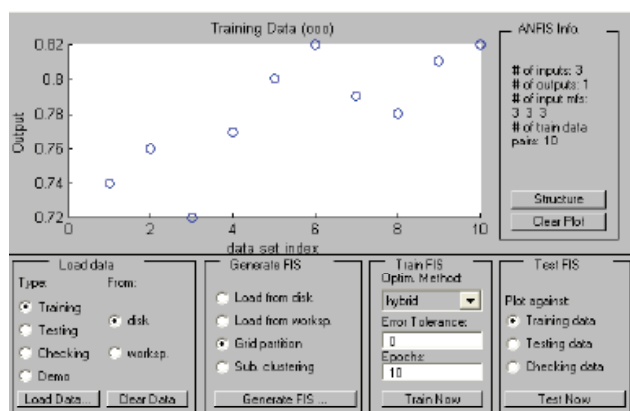 Training Data (ooo)
0.82
0.8
0.78
0.76
0.74
0.72
Output
0 2 4 6 8 10
data set index
ANFIS Info.
# of inputs: 3
# of outputs: 1
# of input mfs:
3 3 3
# of train data
pairs: 10
Structure
Clear Plot
Load data
Type: From:
Training
Testing
Checking
Demo
disk
worksp.
Load Data... Clear Data
Generate FIS
Load from disk
Load from worksp.
Grid partition
Sub. clustering
Generate FIS ...
Train FIS
Optim. Method:
hybrid
Error Tolerance:
0
Epochs:
10
Train Now
Test FIS
Plot against:
Training data
Testing data
Checking data
Test Now